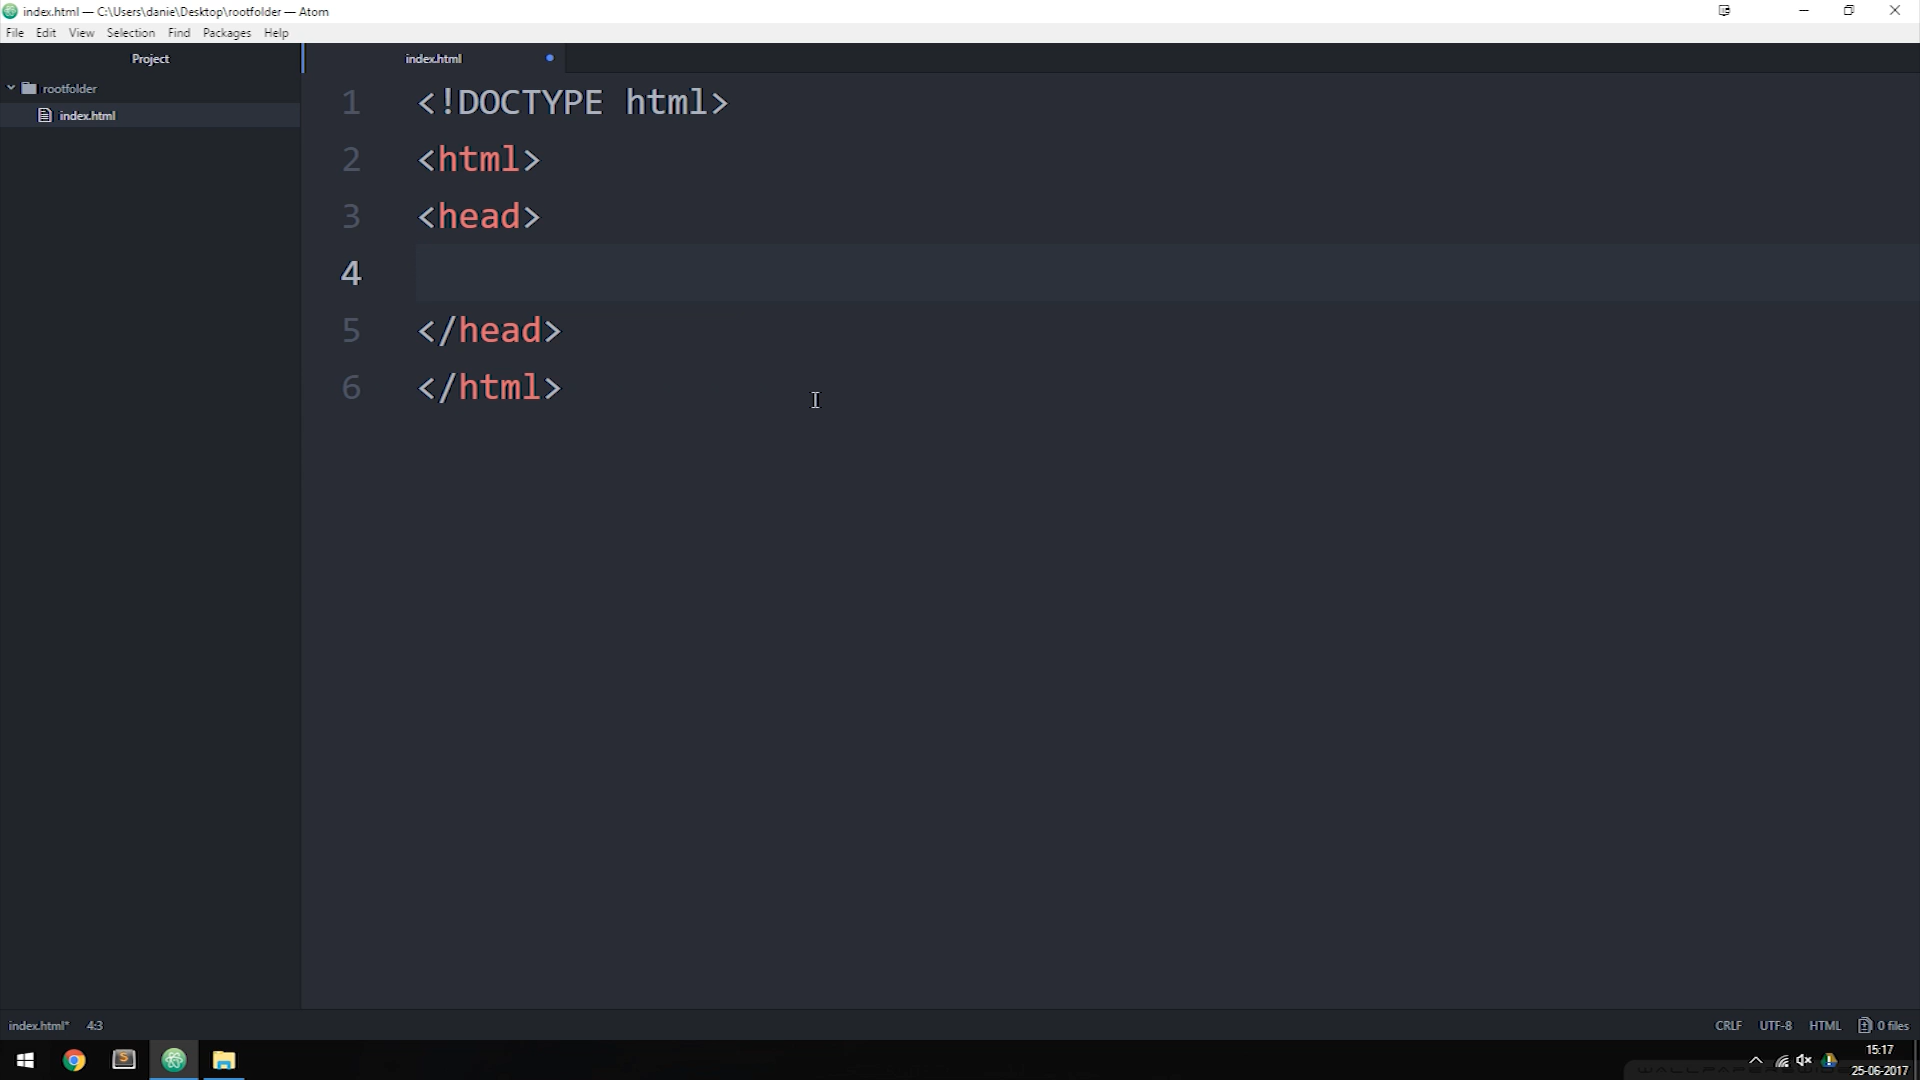 index.html — C:\Users\danie\Desktop\rootfolder — Atom
File Edit View Selection Find Packages Help
Project
index.html
rootfolder
index.html
1 <!DOCTYPE html>
2 <html>
3 <head>
4
5 </head>
6 </html>
index.html* 4:3
CRLF UTF-8 HTML 0 files
S
15:17
25-06-2017